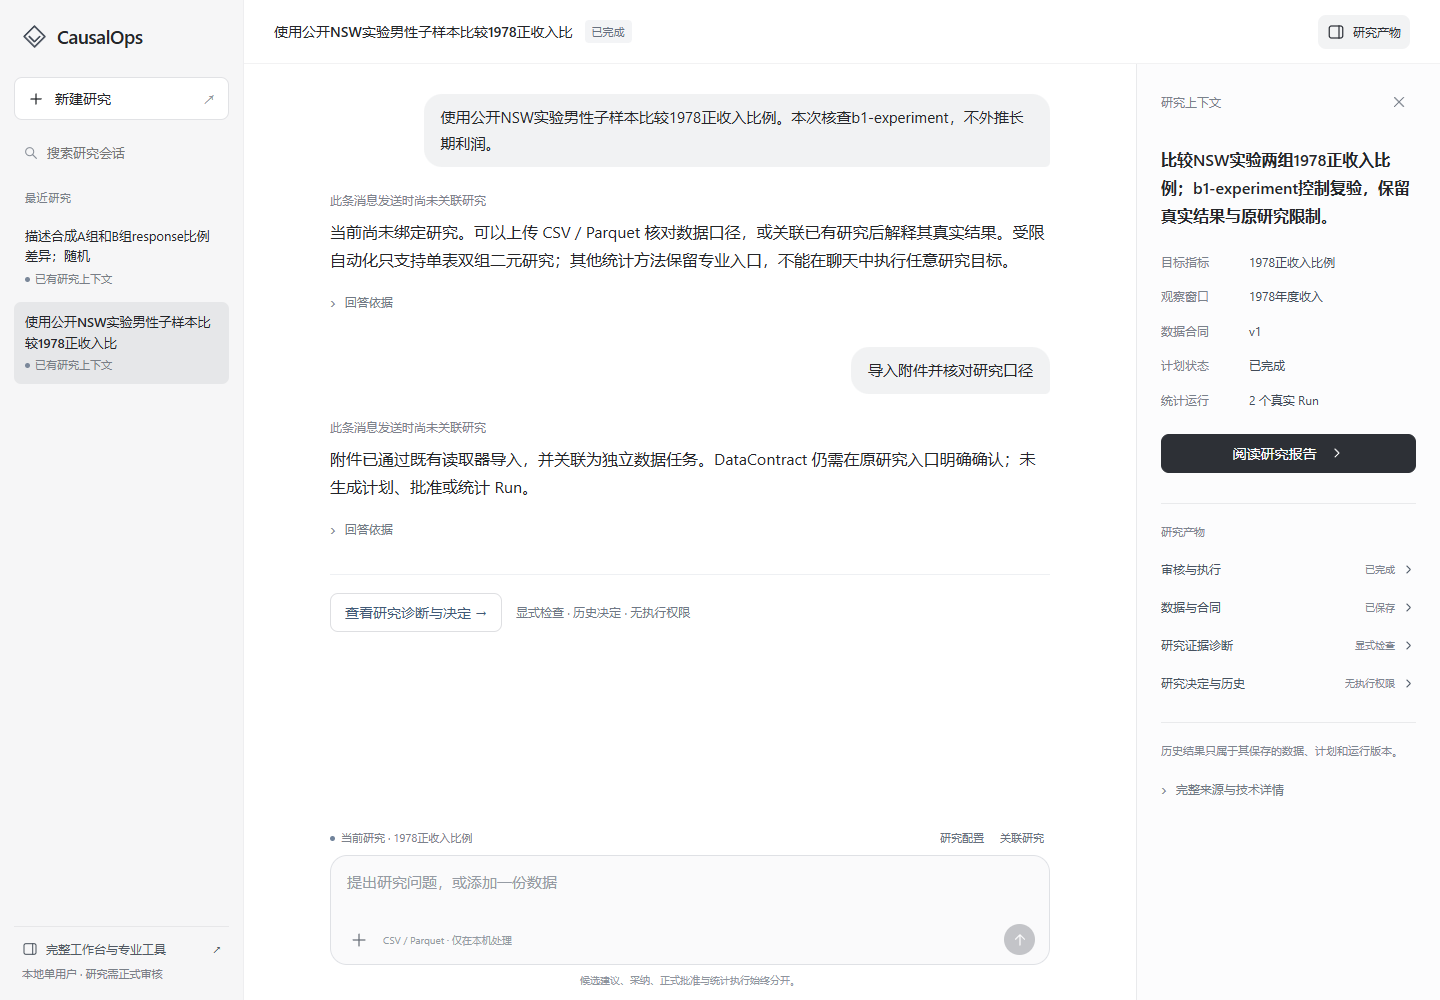 CausalOps
新建研究
搜索研究会话
最近研究
描述合成A组和B组response比例
差异；随机
已有研究上下文
使用公开NSW实验男性子样本比
较1978正收入比
已有研究上下文
完整工作台与专业工具
本地单用户 · 研究需正式审核
使用公开NSW实验男性子样本比较1978正收入比
已完成
研究产物
使用公开NSW实验男性子样本比较1978正收入比例。本次核查b1-experiment，不外推长
期利润。
此条消息发送时尚未关联研究
当前尚未绑定研究。可以上传 CSV / Parquet 核对数据口径，或关联已有研究后解释其真实结果。受限
自动化只支持单表双组二元研究；其他统计方法保留专业入口，不能在聊天中执行任意研究目标。
回答依据
导入附件并核对研究口径
此条消息发送时尚未关联研究
附件已通过既有读取器导入，并关联为独立数据任务。DataContract 仍需在原研究入口明确确认；未
生成计划、批准或统计 Run。
回答依据
查看研究诊断与决定 →
显式检查 · 历史决定 · 无执行权限
当前研究 · 1978正收入比例
研究配置
关联研究
提出研究问题，或添加一份数据
CSV / Parquet · 仅在本机处理
候选建议、采纳、正式批准与统计执行始终分开。
研究上下文
比较NSW实验两组1978正收入比
例；b1-experiment控制复验，保留
真实结果与原研究限制。
目标指标 1978正收入比例
观察窗口 1978年度收入
数据合同 v1
计划状态 已完成
统计运行 2 个真实 Run
阅读研究报告
研究产物
审核与执行 已完成
数据与合同 已保存
研究证据诊断 显式检查
研究决定与历史 无执行权限
历史结果只属于其保存的数据、计划和运行版本。
完整来源与技术详情